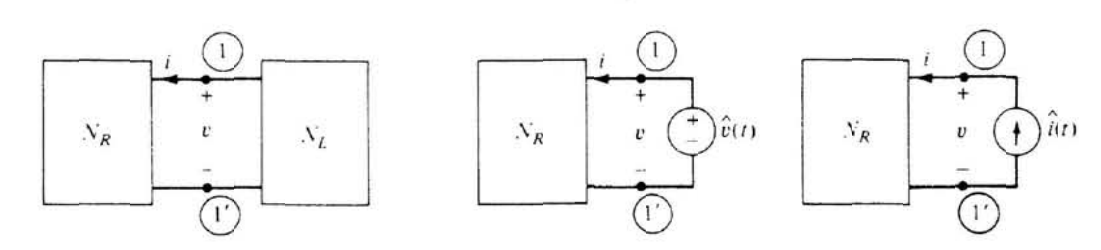 i 1 i 1 i 1
+ + +
N_R v N_L N_R v + − v̂(t) N_R v î(t)
− − −
1′ 1′ 1′